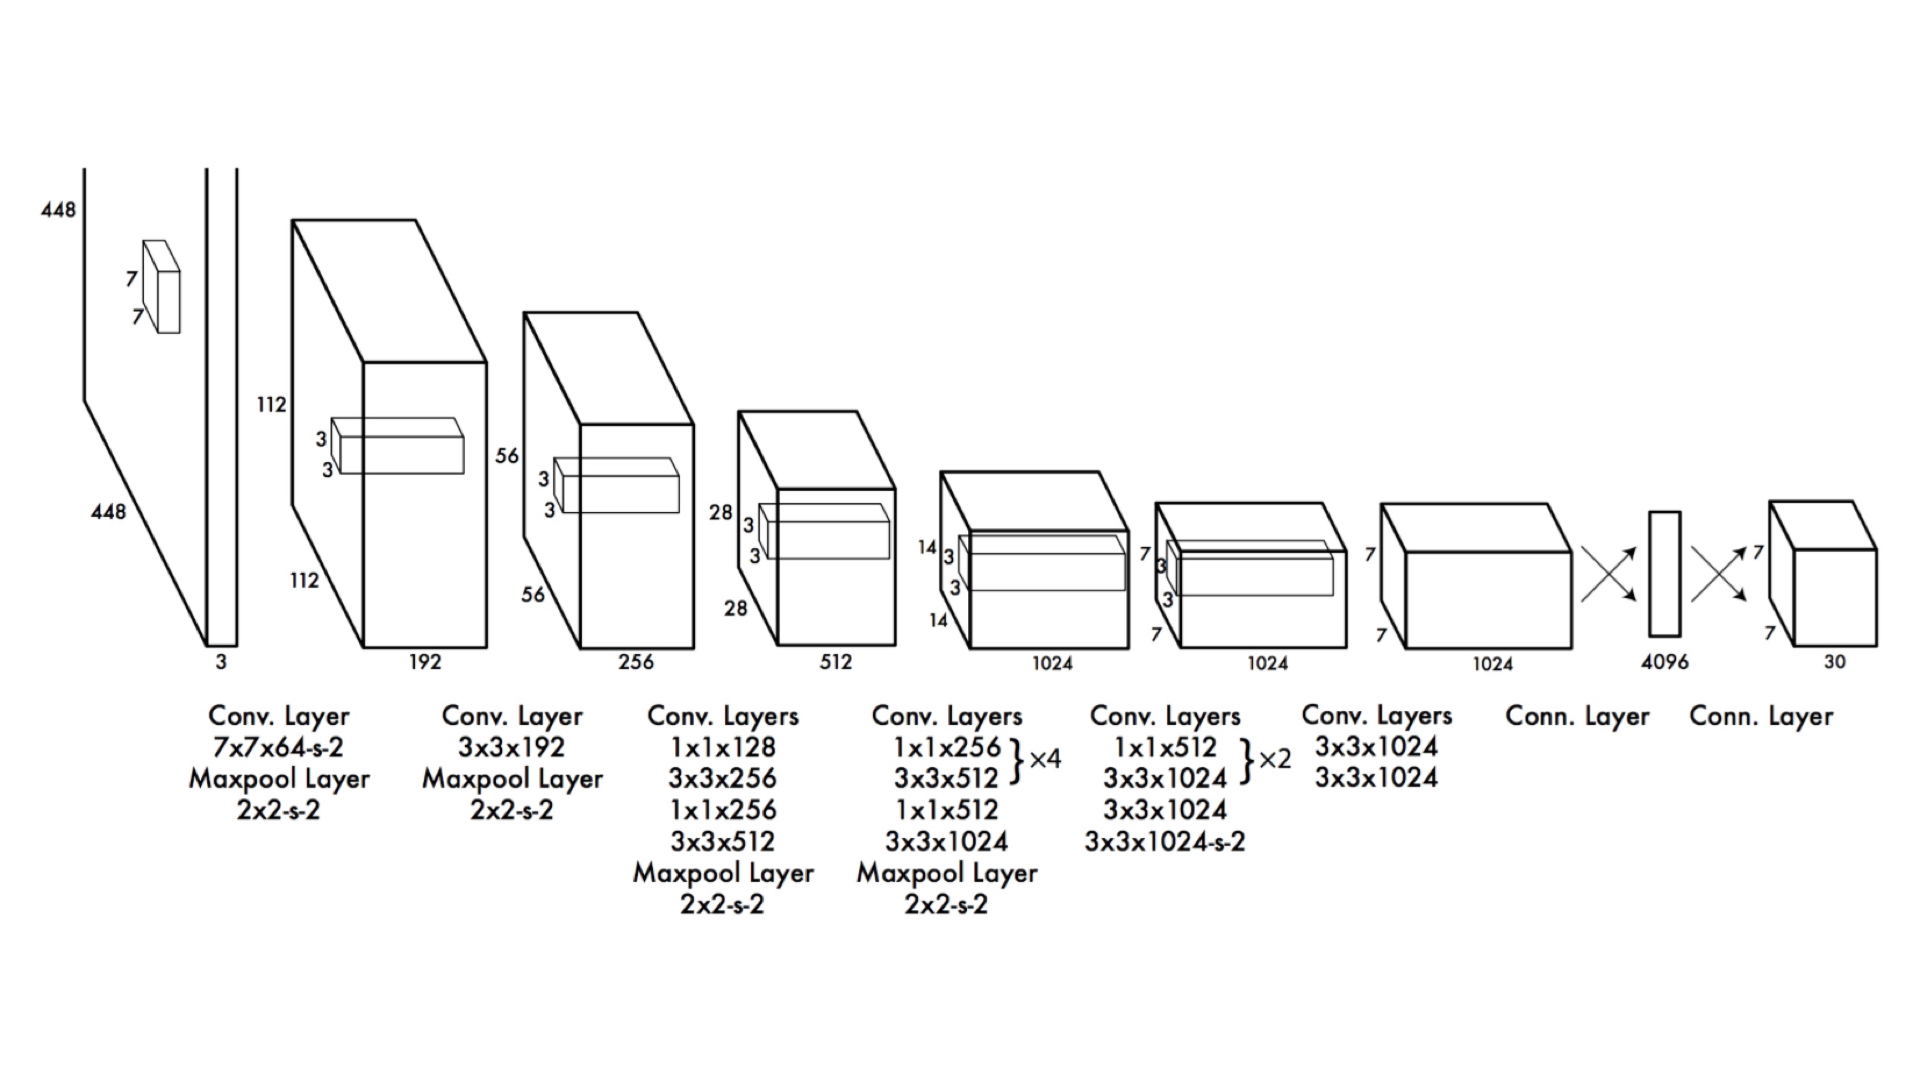 448
7
7
448
3
112
3
3
112
192
56
3
3
56
256
28
3
3
28
512
14
3
3
14
1024
7
3
3
7
1024
7
7
1024
4096
7
7
30
Conv. Layer
7x7x64-s-2
Maxpool Layer
2x2-s-2
Conv. Layer
3x3x192
Maxpool Layer
2x2-s-2
Conv. Layers
1x1x128
3x3x256
1x1x256
3x3x512
Maxpool Layer
2x2-s-2
Conv. Layers
1x1x256
3x3x512
}×4
1x1x512
3x3x1024
Maxpool Layer
2x2-s-2
Conv. Layers
1x1x512
3x3x1024
}×2
3x3x1024
3x3x1024-s-2
Conv. Layers
3x3x1024
3x3x1024
Conn. Layer
Conn. Layer